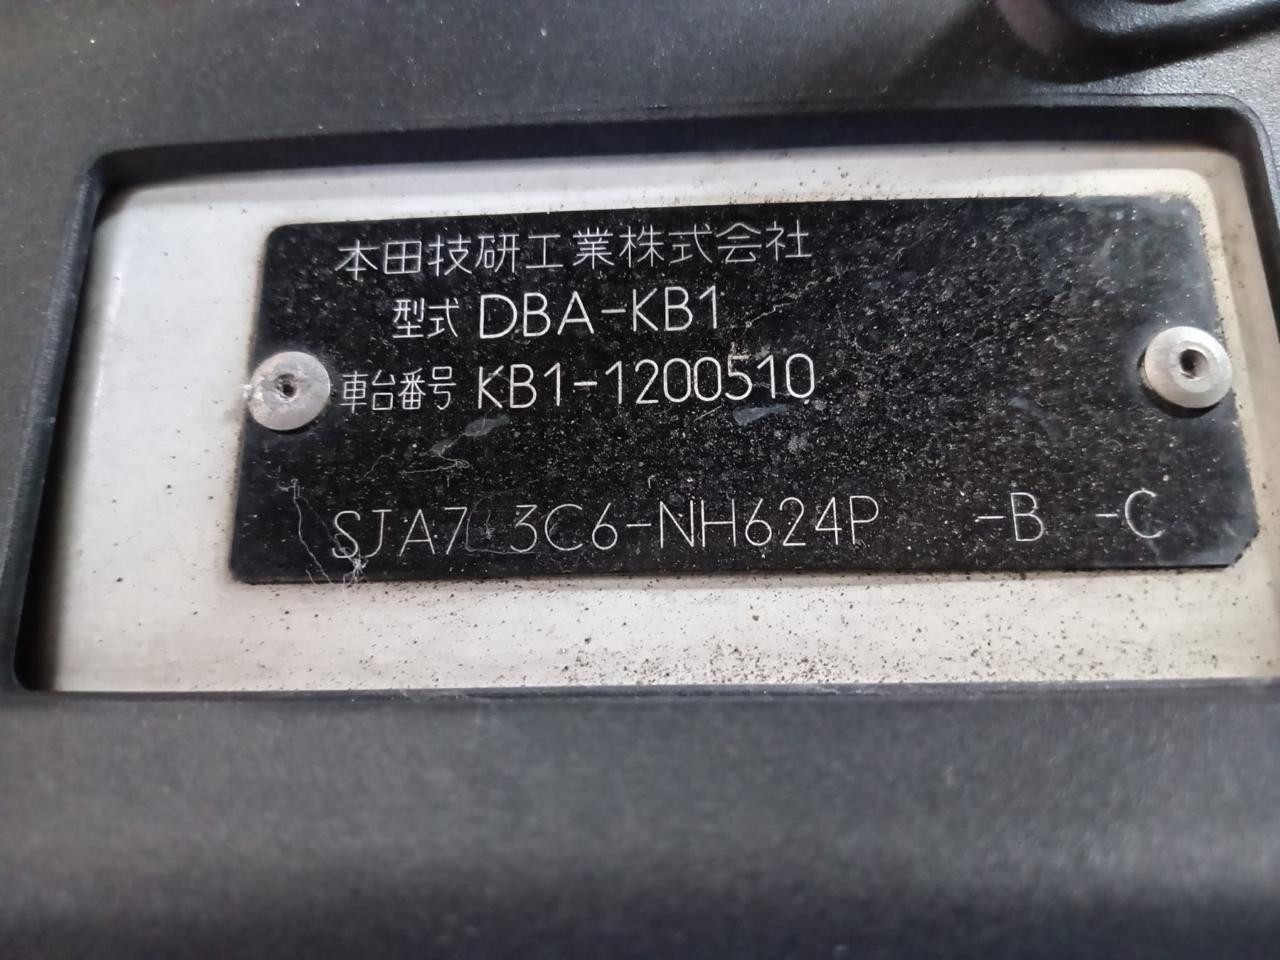 本田技研工業株式会社
型式 DBA-KB1
車台番号 KB1-1200510
SJA7 3C6-NH624P -B -C